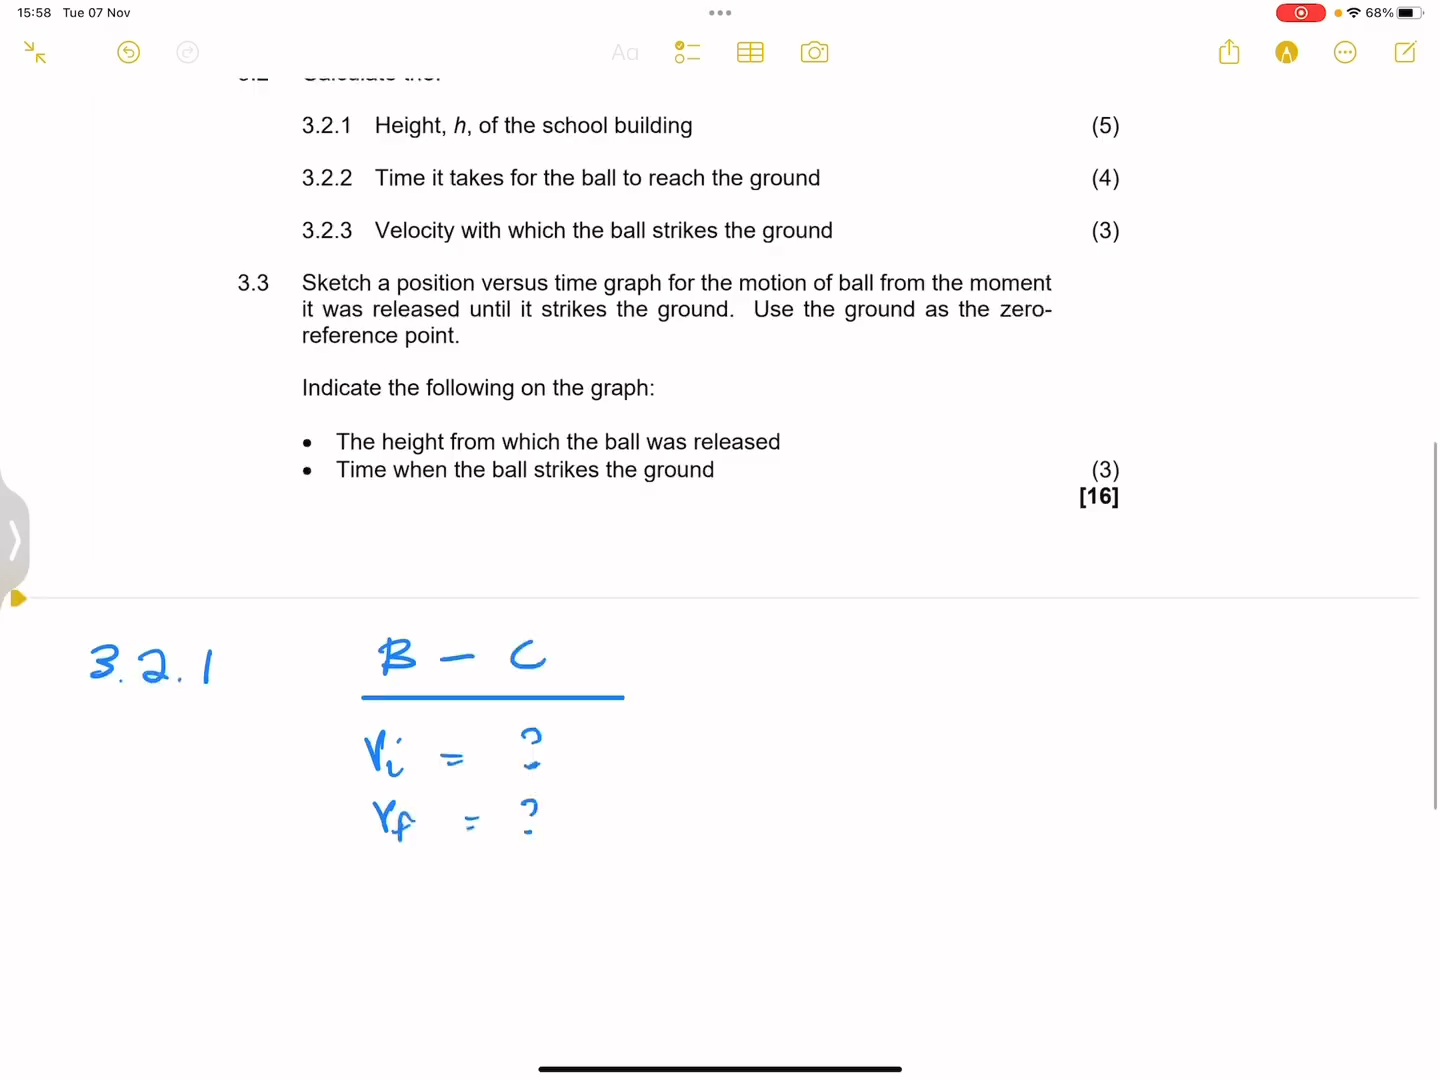 15:58 Tue 07 Nov
68%
Aa
3.2 Calculate the:
3.2.1 Height, h, of the school building (5)
3.2.2 Time it takes for the ball to reach the ground (4)
3.2.3 Velocity with which the ball strikes the ground (3)
3.3 Sketch a position versus time graph for the motion of ball from the moment
it was released until it strikes the ground. Use the ground as the zero-
reference point.
Indicate the following on the graph:
• The height from which the ball was released
• Time when the ball strikes the ground (3)
[16]
3.2.1 B - C
vi = ?
vf = ?